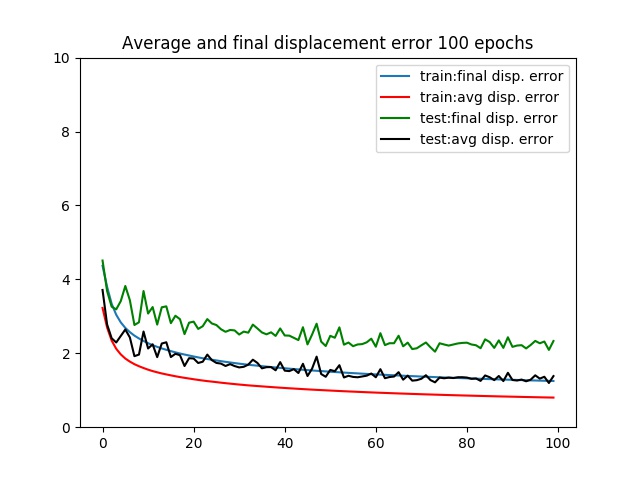 Average and final displacement error 100 epochs
train:final disp. error
train:avg disp. error
test:final disp. error
test:avg disp. error
10
8
6
4
2
0
0 20 40 60 80 100